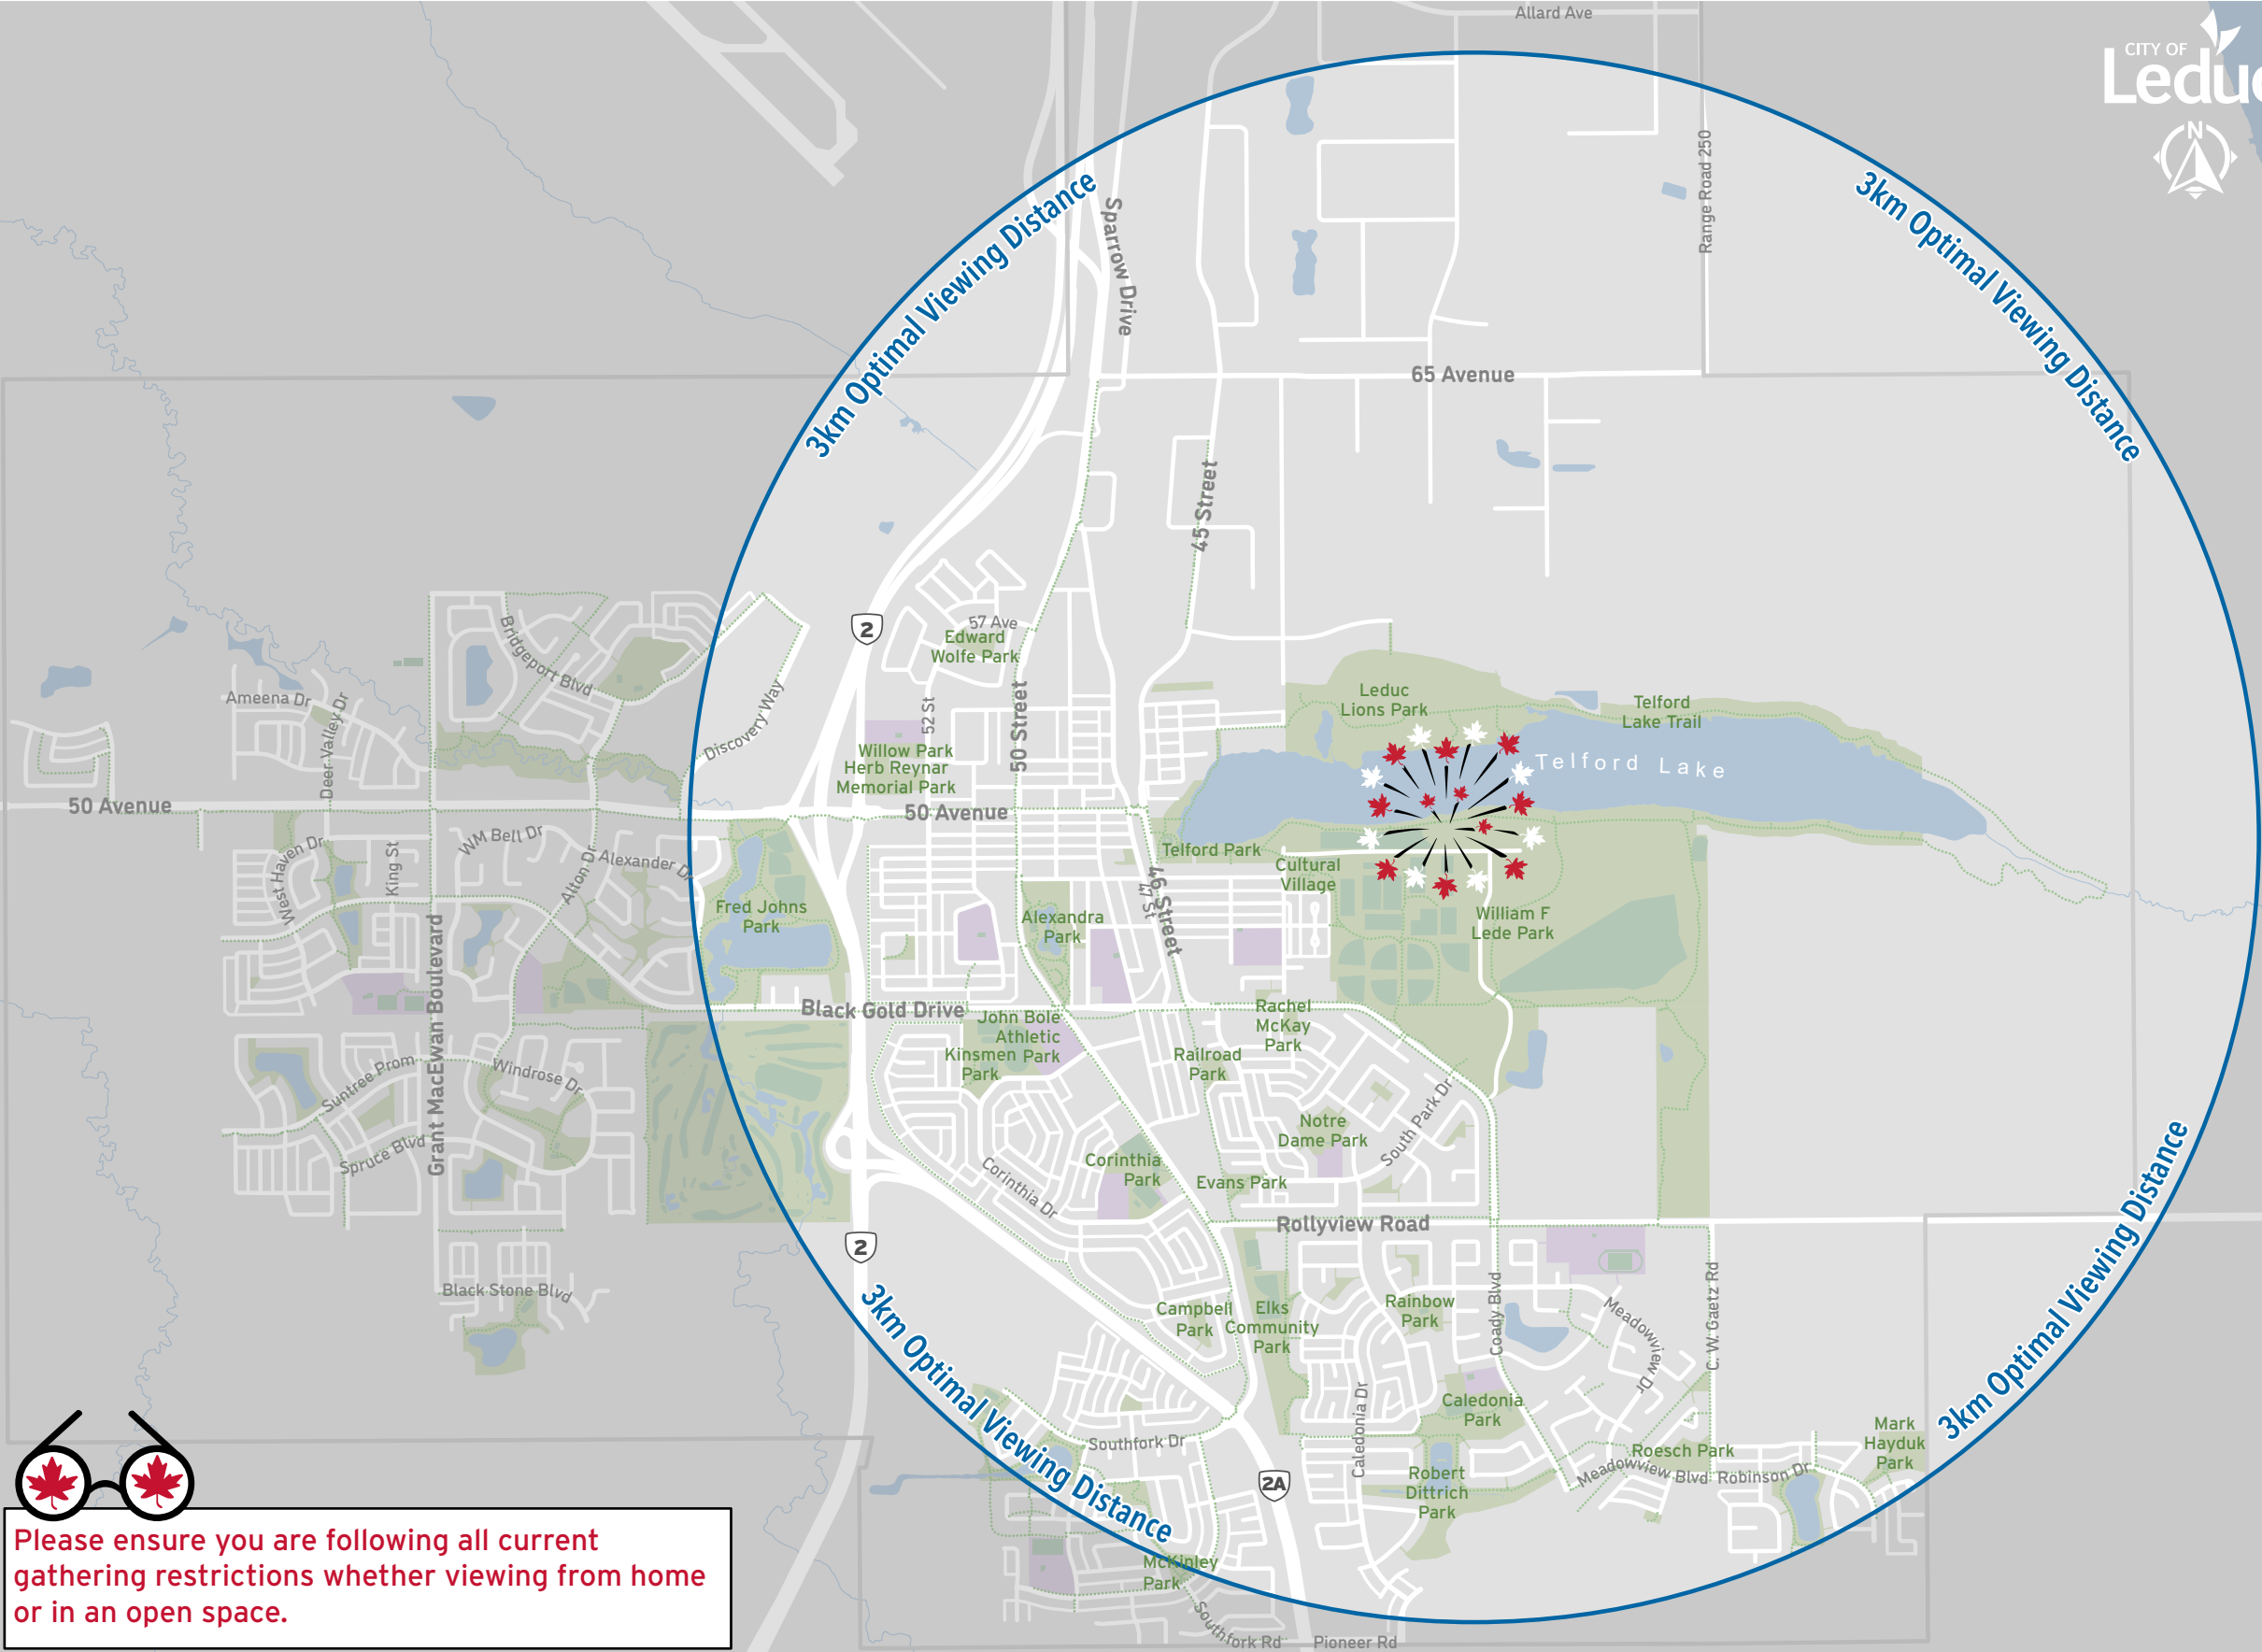 Allard Ave
CITY OF
Leduc
N
Range Road 250
3km Optimal Viewing Distance
3km Optimal Viewing Distance
Sparrow Drive
65 Avenue
45 Street
2
57 Ave
Edward
Wolfe Park
Bridgeport Blvd
Ameena Dr
Deer Valley Dr
Discovery Way
52 St
50 Street
Leduc
Lions Park
Telford
Lake Trail
Telford Lake
Willow Park
Herb Reynar
Memorial Park
50 Avenue
50 Avenue
WM Bell Dr
West Haven Dr
King St
Alton Dr
Alexander Dr
Telford Park
Cultural
Village
46 Street
47 St
Fred Johns
Park
Alexandra
Park
William F
Lede Park
Grant MacEwan Boulevard
Black Gold Drive
John Bole
Athletic
Park
Kinsmen
Park
Rachel
McKay
Park
Railroad
Park
Suntree Prom
Windrose Dr
Spruce Blvd
Notre
Dame Park
South Park Dr
Corinthia
Park
Corinthia Dr
Evans Park
Rollyview Road
2
Black Stone Blvd
Campbell
Park
Elks
Community
Park
Rainbow
Park
Coady Blvd
Meadowview Dr
C. W. Gaetz Rd
3km Optimal Viewing Distance
3km Optimal Viewing Distance
Caledonia
Park
Caledonia Dr
Southfork Dr
2A
Robert
Dittrich
Park
Roesch Park
Meadowview Blvd
Robinson Dr
Mark
Hayduk
Park
McKinley
Park
Southfork Rd
Pioneer Rd
Please ensure you are following all current
gathering restrictions whether viewing from home
or in an open space.